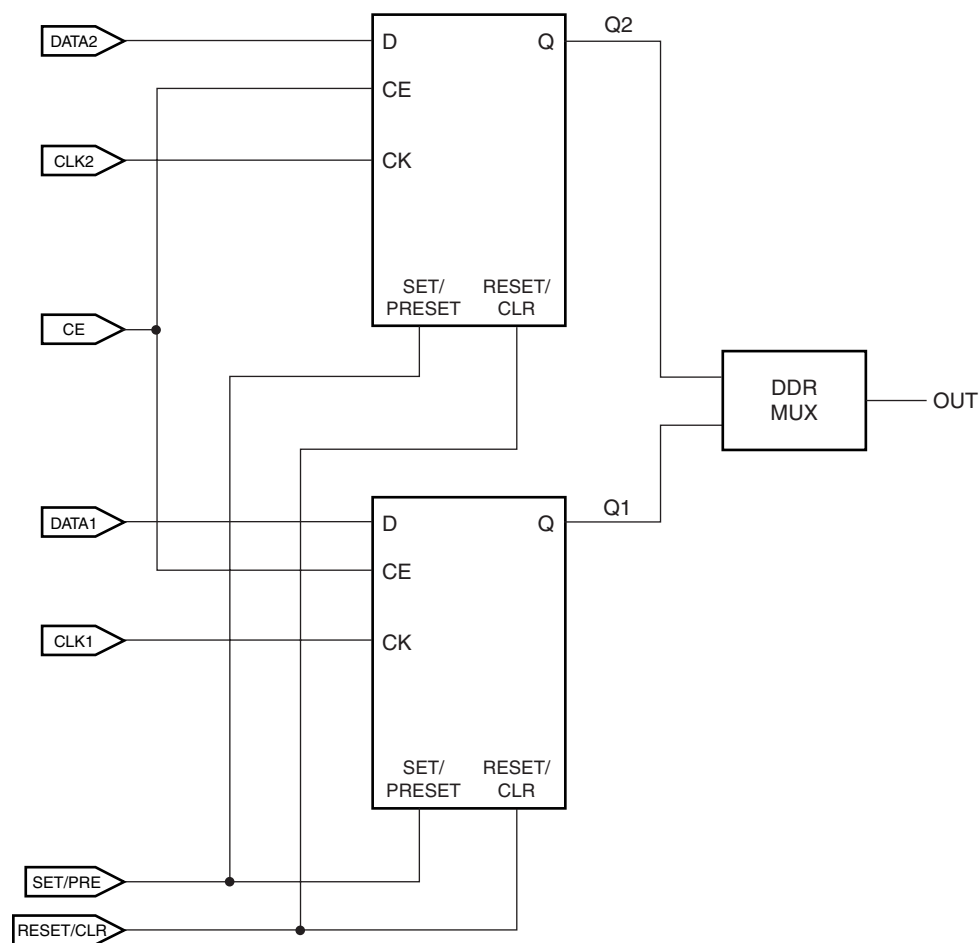 DATA2
D
Q
Q2
CE
CLK2
CK
SET/
PRESET
RESET/
CLR
CE
DDR
MUX
OUT
DATA1
D
Q
Q1
CE
CLK1
CK
SET/
PRESET
RESET/
CLR
SET/PRE
RESET/CLR